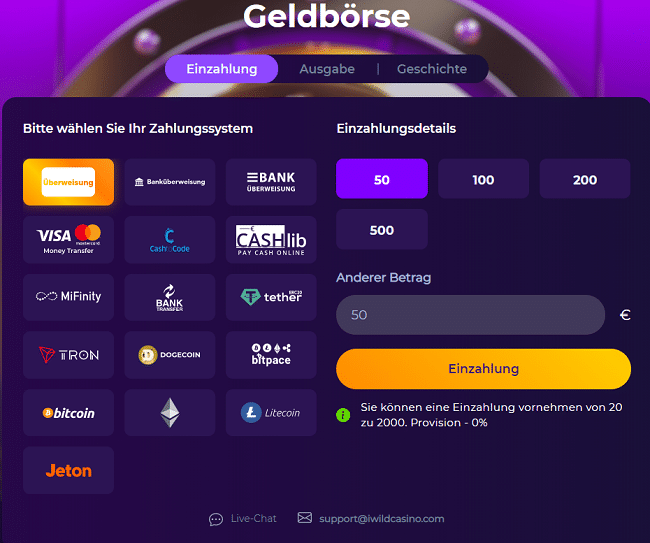 Geldbörse
Einzahlung
Ausgabe
Geschichte
Bitte wählen Sie Ihr Zahlungssystem
Überweisung
Banküberweisung
BANK
ÜBERWEISUNG
VISA mastercard
Money Transfer
CashtoCode
CASHlib
PAY CASH ONLINE
MiFinity
BANK
TRANSFER
tether ERC20
TRON
DOGECOIN
bitpace
bitcoin
Litecoin
Jeton
Einzahlungsdetails
50
100
200
500
Anderer Betrag
50
€
Einzahlung
Sie können eine Einzahlung vornehmen von 20
zu 2000. Provision - 0%
Live-Chat
support@iwildcasino.com